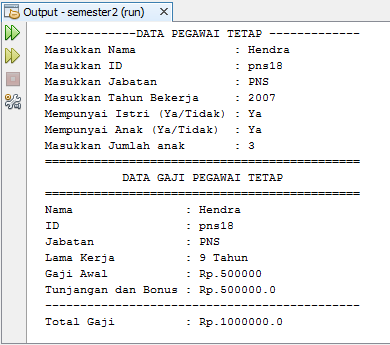 Output - semester2 (run)
-------------DATA PEGAWAI TETAP -------------
Masukkan Nama : Hendra
Masukkan ID : pns18
Masukkan Jabatan : PNS
Masukkan Tahun Bekerja : 2007
Mempunyai Istri (Ya/Tidak) : Ya
Mempunyai Anak (Ya/Tidak) : Ya
Masukkan Jumlah anak : 3
=============================================
DATA GAJI PEGAWAI TETAP
=============================================
Nama : Hendra
ID : pns18
Jabatan : PNS
Lama Kerja : 9 Tahun
Gaji Awal : Rp.500000
Tunjangan dan Bonus : Rp.500000.0
---------------------------------------------
Total Gaji : Rp.1000000.0